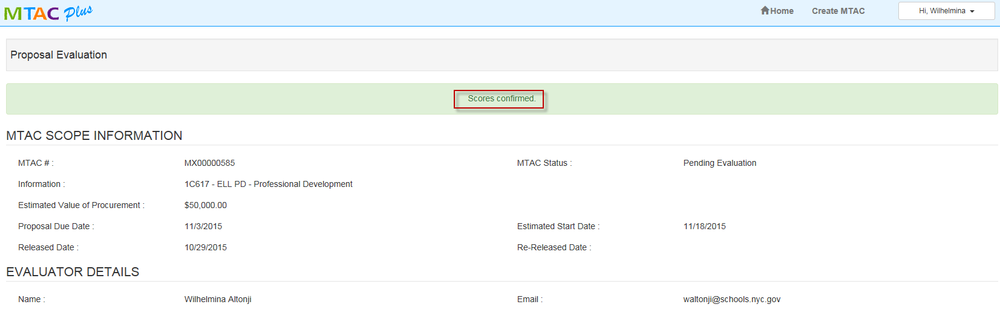 MTAC Plus Home Create MTAC Hi, Wilhelmina
Proposal Evaluation
Scores confirmed.
MTAC SCOPE INFORMATION
MTAC # : MX00000585 MTAC Status : Pending Evaluation
Information : 1C617 - ELL PD - Professional Development
Estimated Value of Procurement : $50,000.00
Proposal Due Date : 11/3/2015 Estimated Start Date : 11/18/2015
Released Date : 10/29/2015 Re-Released Date :
EVALUATOR DETAILS
Name : Wilhelmina Altonji Email : waltonji@schools.nyc.gov